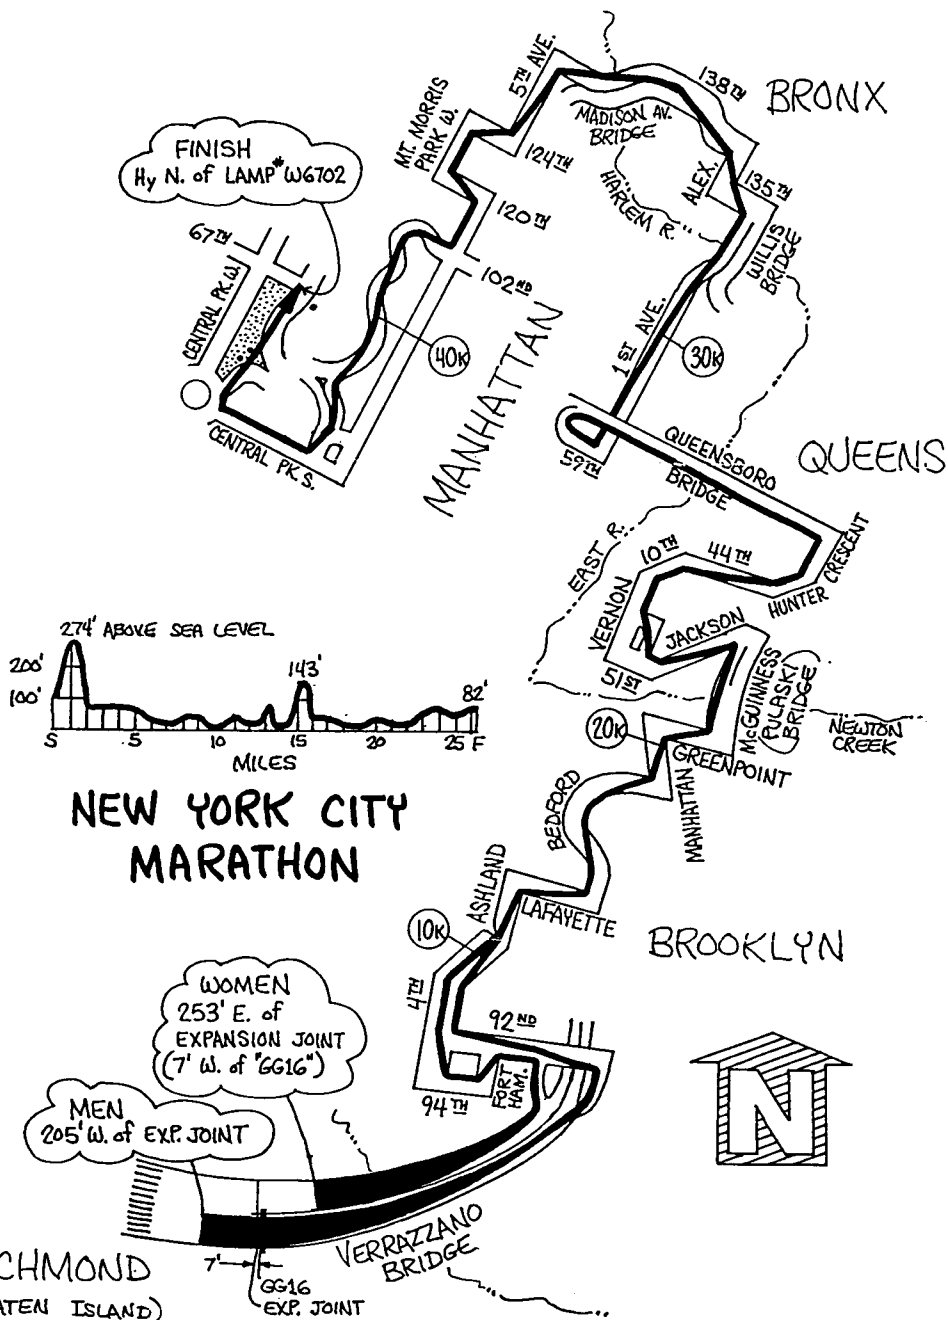 BRONX
5TH AVE.
138TH
MADISON AV.
BRIDGE
MT. MORRIS
PARK W.
124TH
ALEX.
135TH
HARLEM R.
WILLIS
BRIDGE
FINISH
Hy N. of LAMP #W6702
120TH
67TH
102ND
CENTRAL PK. W.
40K
MANHATTAN
1ST AVE.
30K
CENTRAL PK. S.
59TH
QUEENSBORO
BRIDGE
QUEENS
EAST R.
10TH
44TH
CRESCENT
HUNTER
VERNON
JACKSON
51ST
McGUINNESS
(PULASKI
BRIDGE)
NEWTON
CREEK
20K
GREENPOINT
MANHATTAN
BEDFORD
274' ABOVE SEA LEVEL
200'
100'
143'
82'
S 5 10 15 20 25 F
MILES
NEW YORK CITY
MARATHON
ASHLAND
LAFAYETTE
10K
BROOKLYN
4TH
92ND
94TH
FORT
HAM.
WOMEN
253' E. of
EXPANSION JOINT
(7' W. of "GG16")
MEN
205' W. of EXP. JOINT
N
VERRAZZANO
BRIDGE
7'
GG16
EXP. JOINT
CHMOND
ATEN ISLAND)